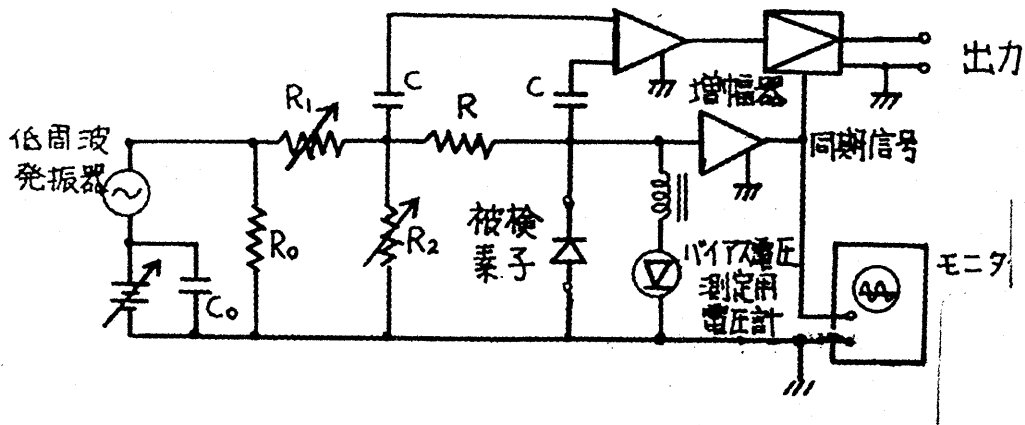 低周波
発振器
R₁
C
R
C
増幅器
出力
同期信号
R₀
R₂
C₀
被検
素子
バイアス電圧
測定用
電圧計
モニタ